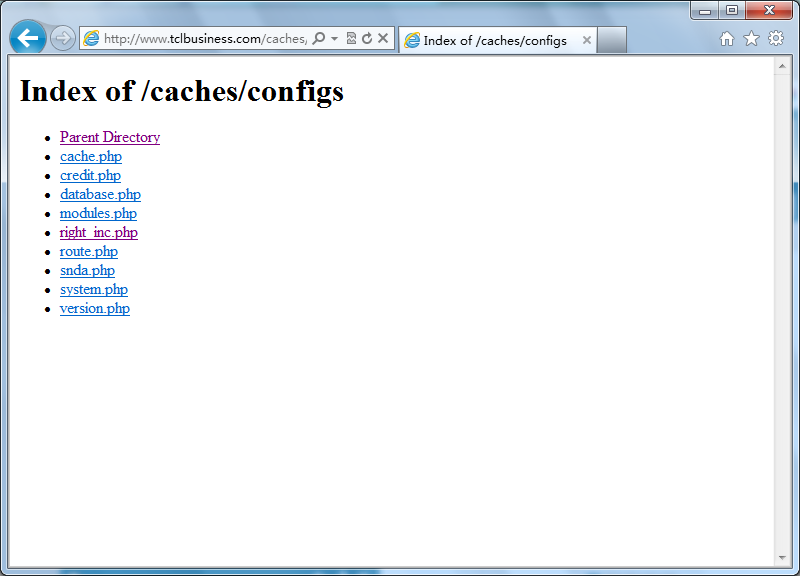 http://www.tclbusiness.com/caches,
Index of /caches/configs
Index of /caches/configs
Parent Directory
cache.php
credit.php
database.php
modules.php
right_inc.php
route.php
snda.php
system.php
version.php